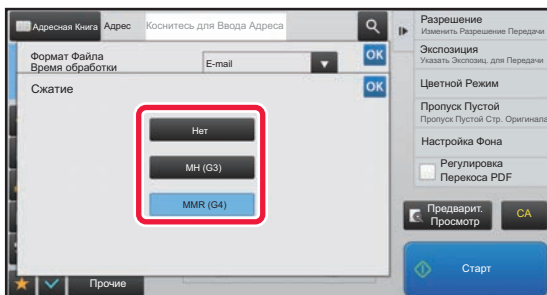 Адресная Книга
Адрес
Коснитесь для Ввода Адреса
Формат Файла
Время обработки
E-mail
OK
Сжатие
OK
Нет
MH (G3)
MMR (G4)
Прочие
Разрешение
Изменить Разрешение Передачи
Экспозиция
Указать Экспозиц. для Передачи
Цветной Режим
Пропуск Пустой
Пропуск Пустой Стр. Оригинала
Настройка Фона
Регулировка
Перекоса PDF
Предварит.
Просмотр
CA
Старт